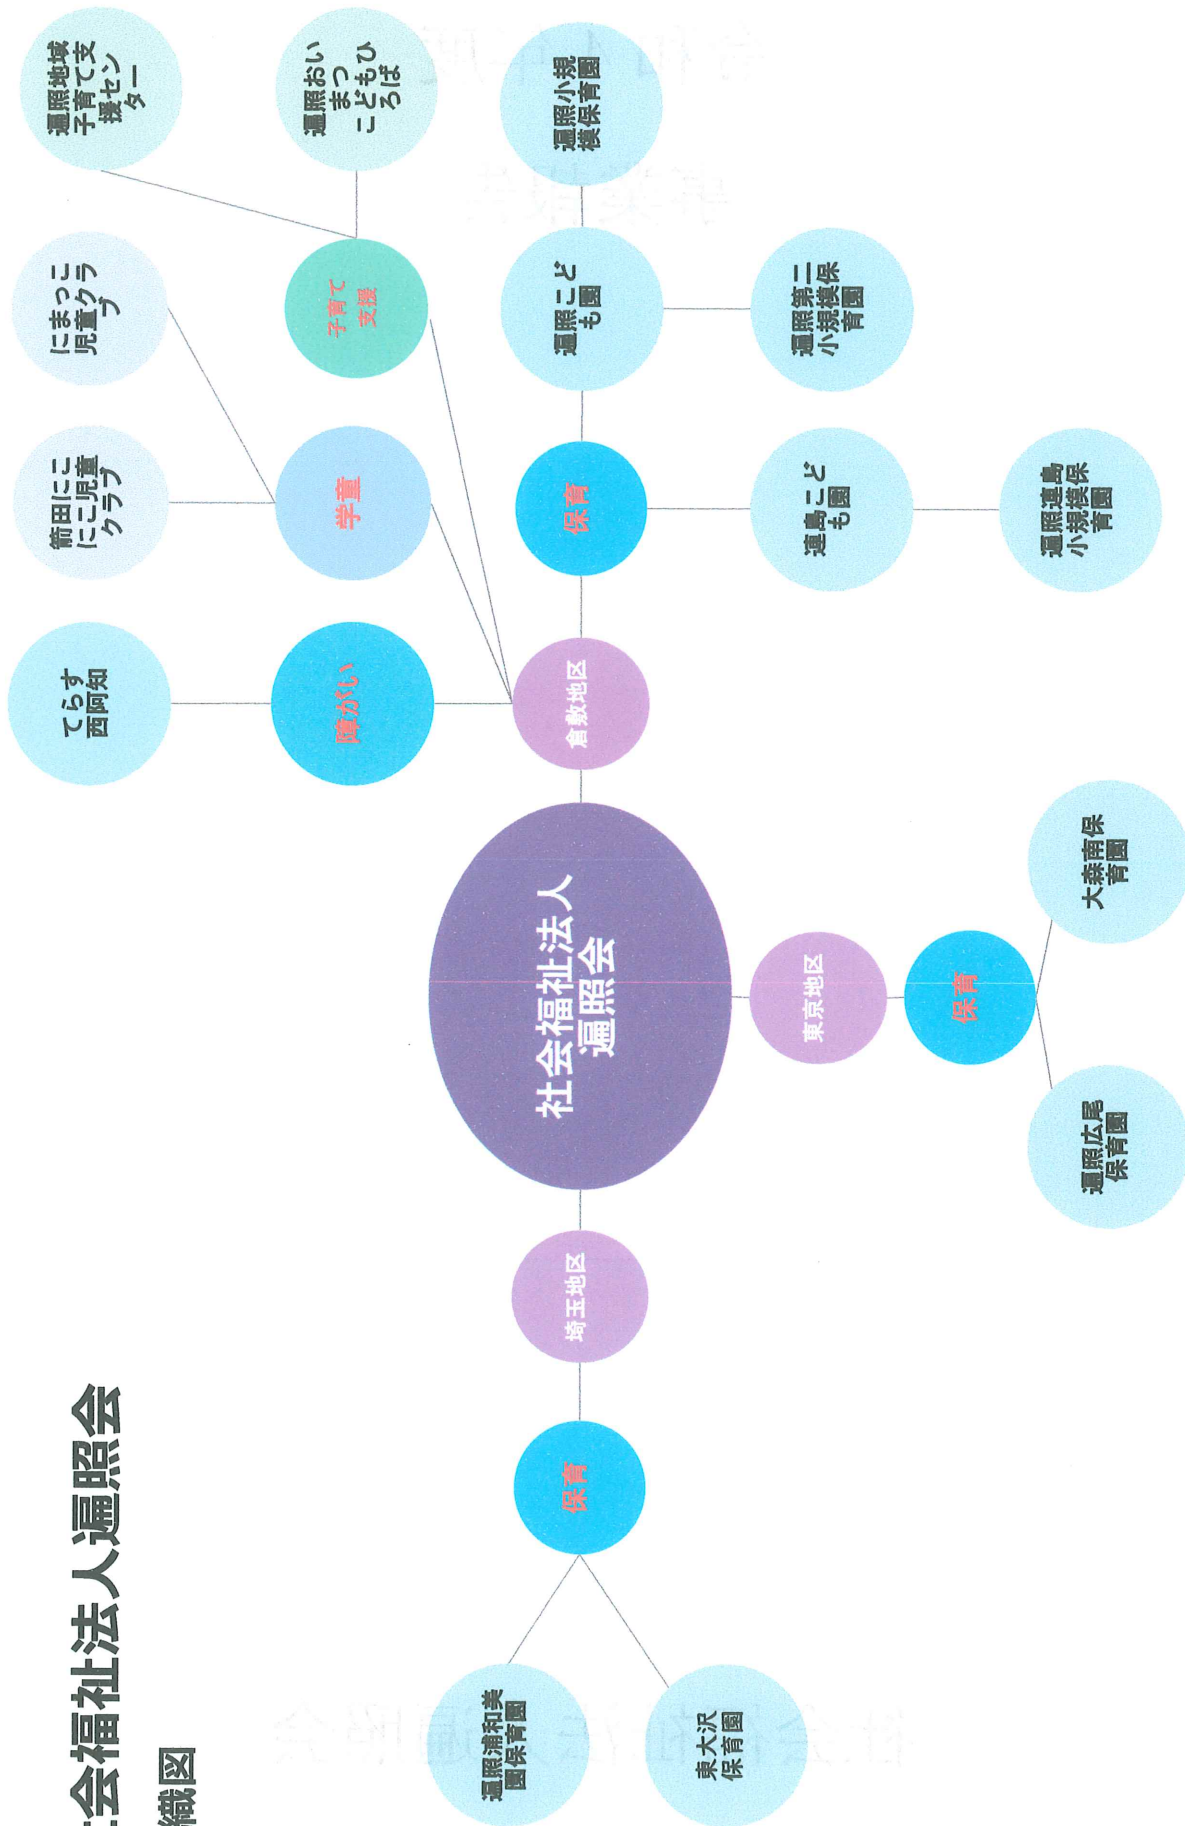 会福祉法人遍照会
織図
てらす
西阿知
箭田にこ
にこ児童
クラブ
にまっこ
児童クラ
ブ
遍照地域
子育て支
援セン
ター
障がい
学童
子育て
支援
遍照おい
まつ
こどもひ
ろば
遍照浦和美
園保育園
東大沢
保育園
保育
埼玉地区
社会福祉法人
遍照会
倉敷地区
保育
遍照こど
も園
遍照小規
模保育園
東京地区
連島こど
も園
遍照第二
小規模保
育園
保育
遍照広尾
保育園
大森南保
育園
遍照連島
小規模保
育園